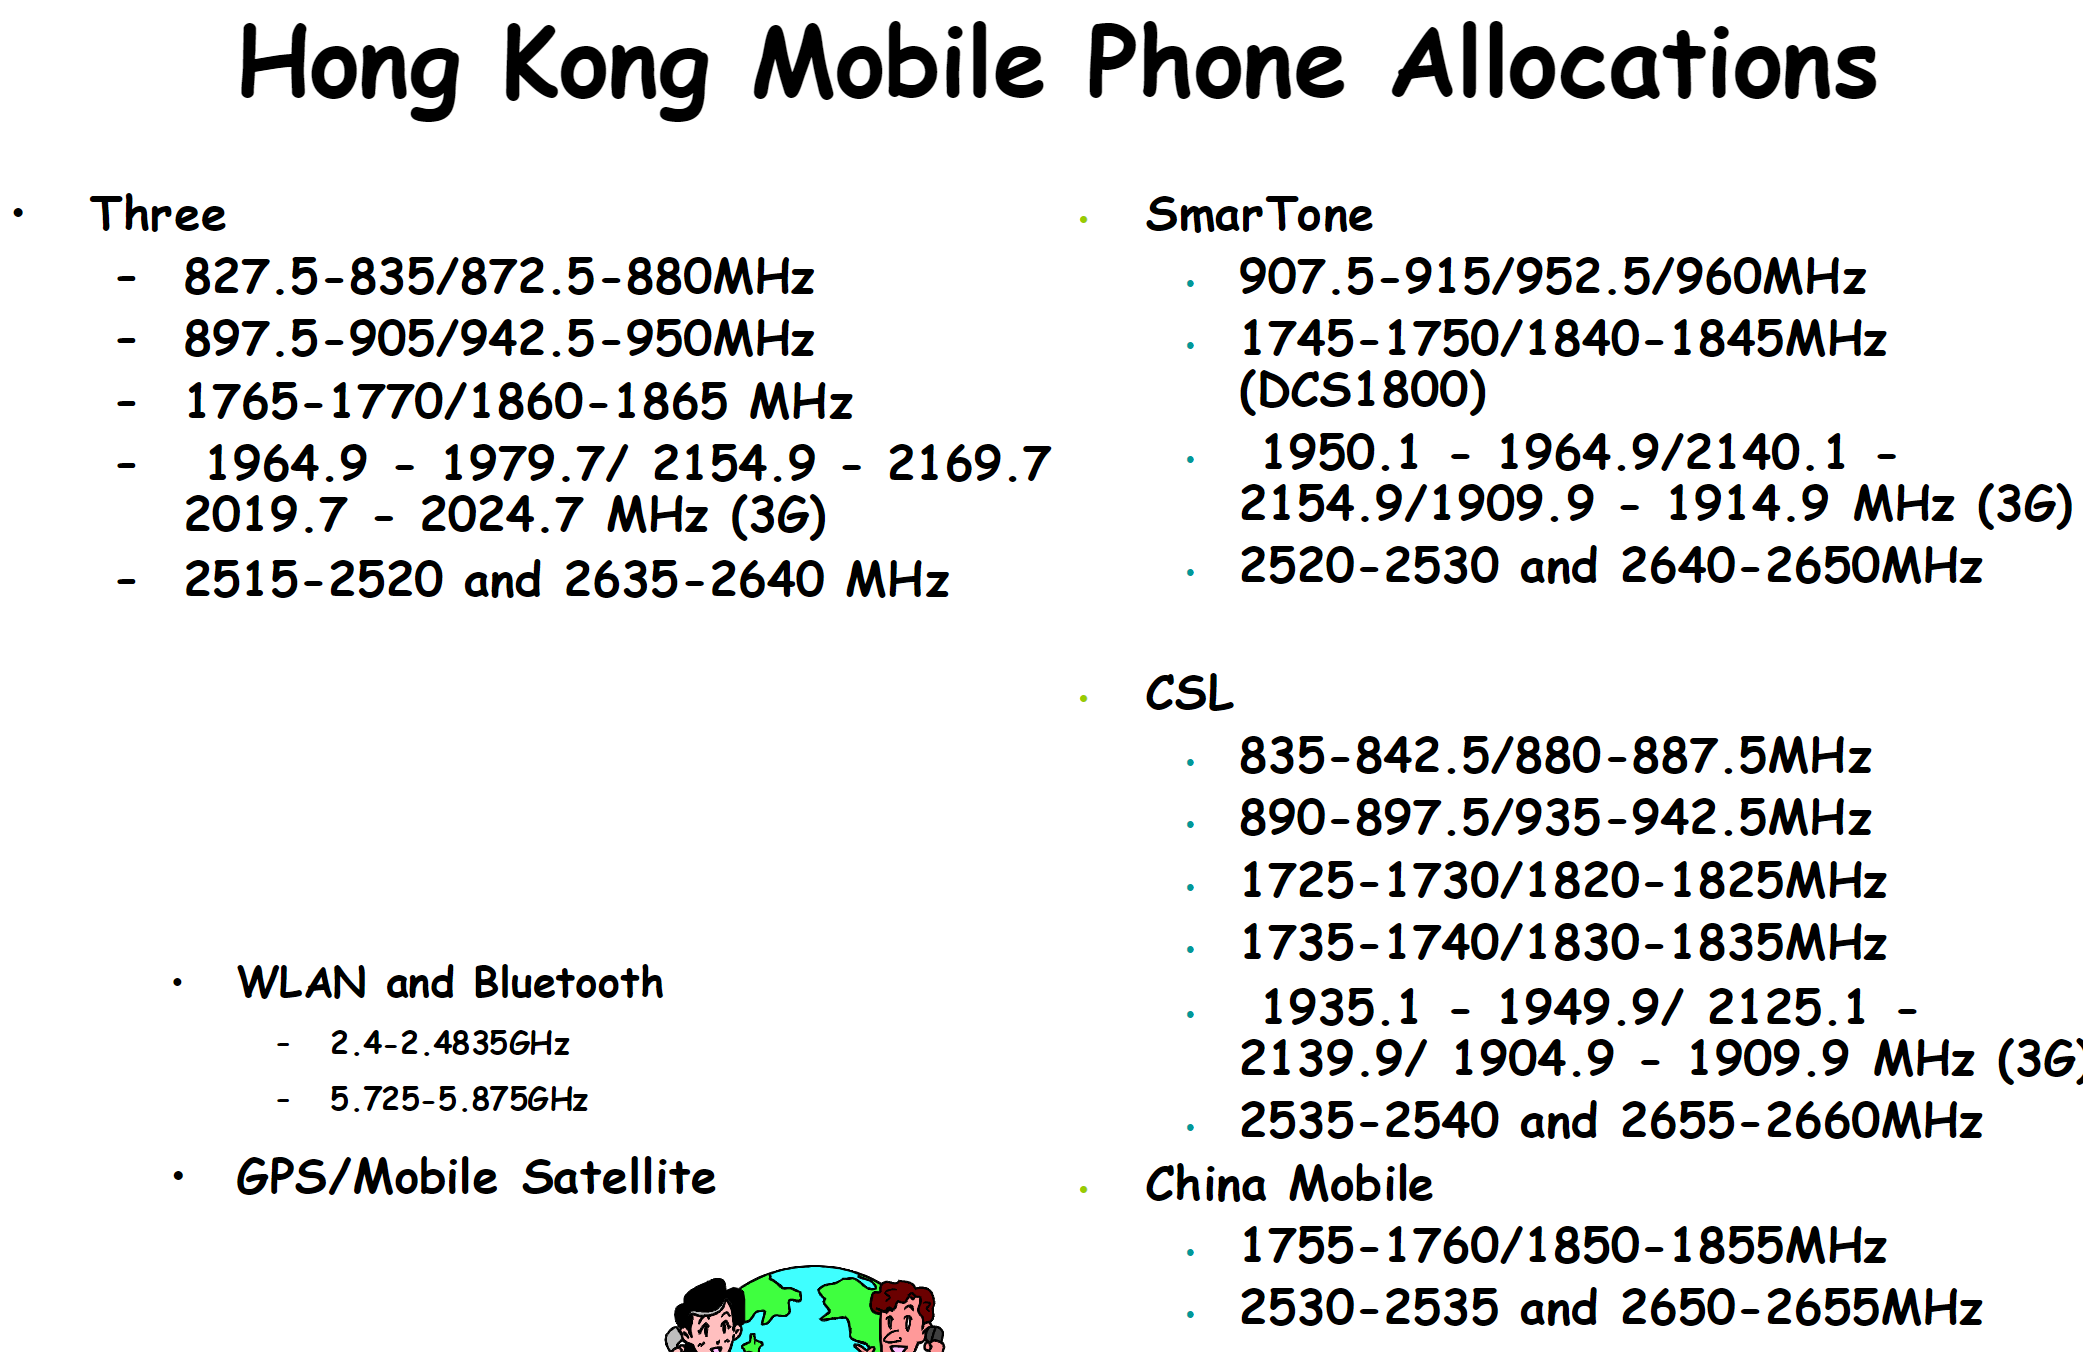 Hong Kong Mobile Phone Allocations
• Three
– 827.5-835/872.5-880MHz
– 897.5-905/942.5-950MHz
– 1765-1770/1860-1865 MHz
– 1964.9 - 1979.7/ 2154.9 - 2169.7
2019.7 - 2024.7 MHz (3G)
– 2515-2520 and 2635-2640 MHz
• WLAN and Bluetooth
– 2.4-2.4835GHz
– 5.725-5.875GHz
• GPS/Mobile Satellite
• SmarTone
• 907.5-915/952.5/960MHz
• 1745-1750/1840-1845MHz
(DCS1800)
• 1950.1 - 1964.9/2140.1 -
2154.9/1909.9 - 1914.9 MHz (3G)
• 2520-2530 and 2640-2650MHz
• CSL
• 835-842.5/880-887.5MHz
• 890-897.5/935-942.5MHz
• 1725-1730/1820-1825MHz
• 1735-1740/1830-1835MHz
• 1935.1 - 1949.9/ 2125.1 -
2139.9/ 1904.9 - 1909.9 MHz (3G)
• 2535-2540 and 2655-2660MHz
• China Mobile
• 1755-1760/1850-1855MHz
• 2530-2535 and 2650-2655MHz